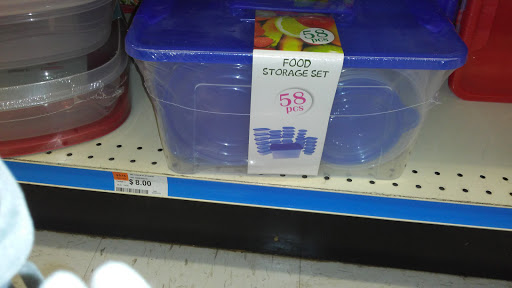 58
pcs
FOOD
STORAGE SET
58
pcs
$ 8.00